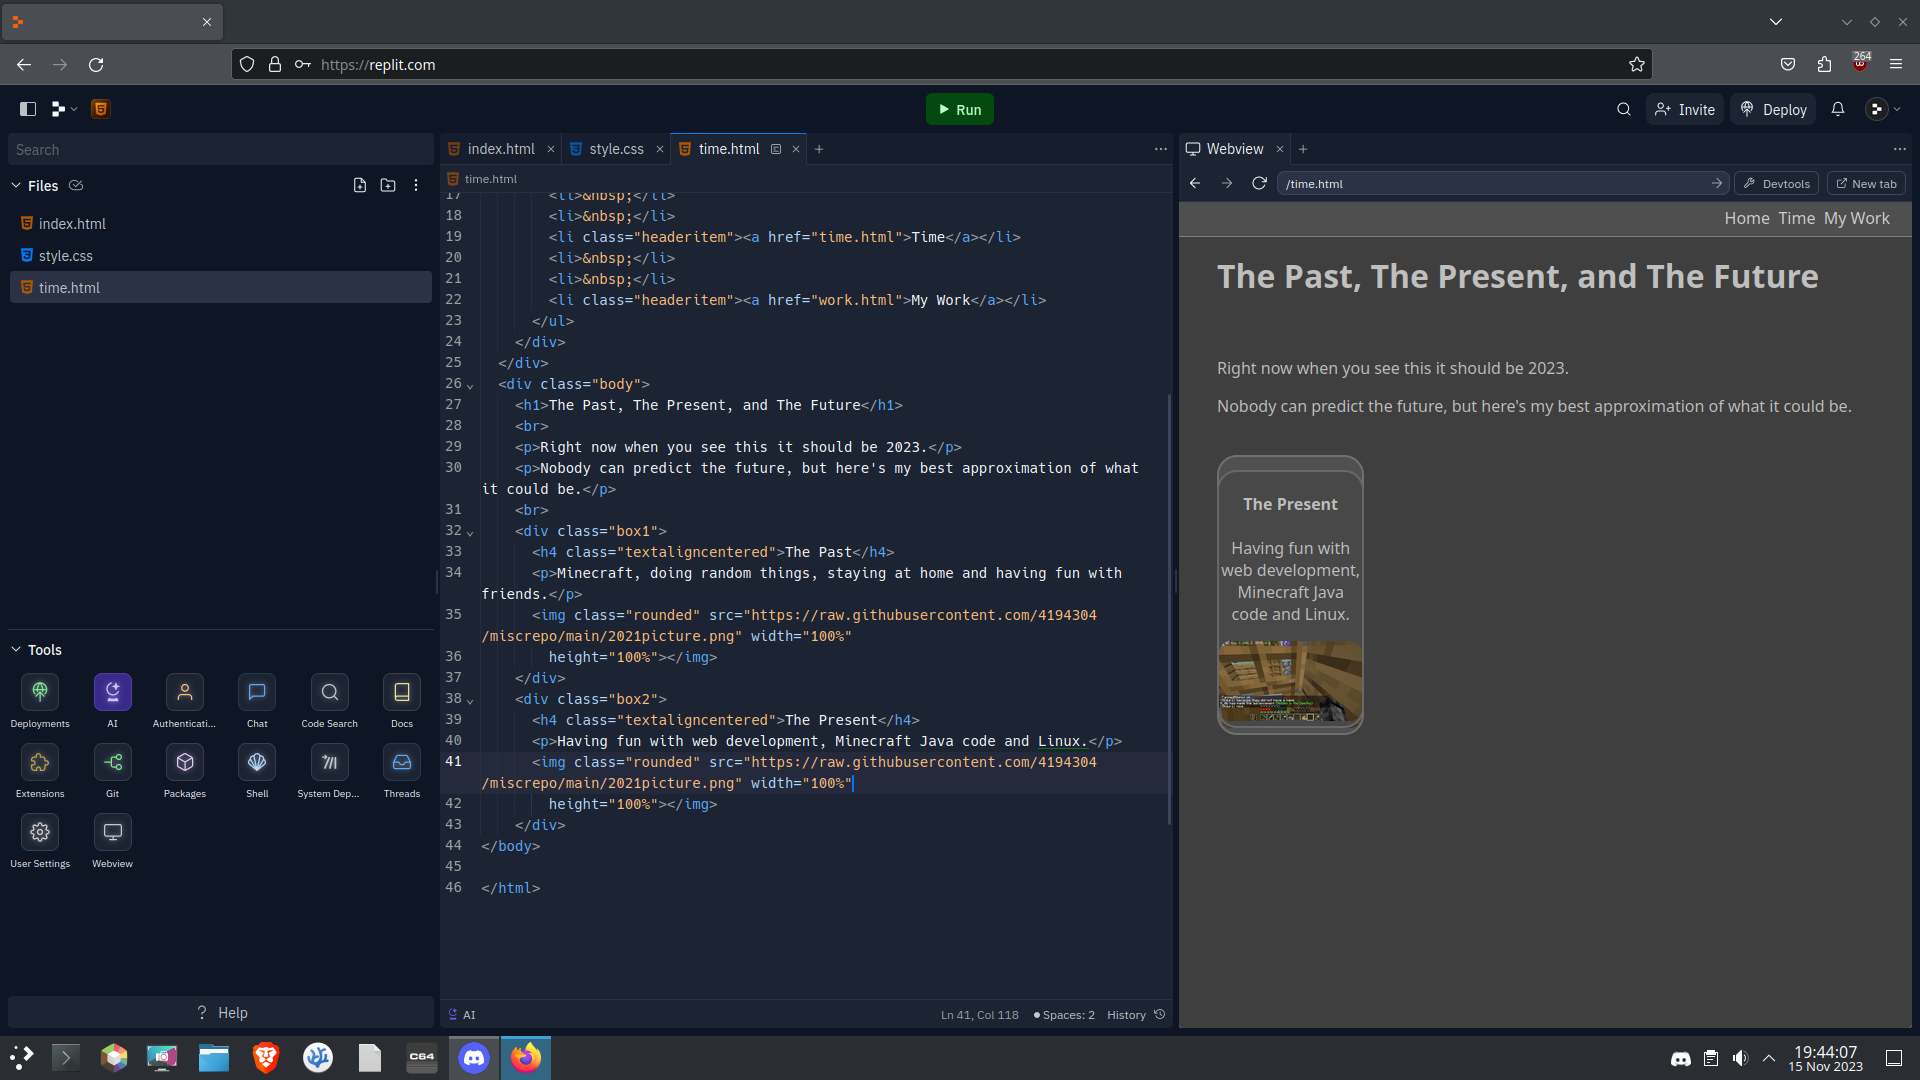 264
https://replit.com
Run
Invite
Deploy
Search
Files
index.html
style.css
time.html
Tools
Deployments
AI
Authenticati...
Chat
Code Search
Docs
Extensions
Git
Packages
Shell
System Dep...
Threads
User Settings
Webview
? Help
index.html
style.css
time.html
time.html
17 <li>&nbsp;</li>
18 <li>&nbsp;</li>
19 <li class="headeritem"><a href="time.html">Time</a></li>
20 <li>&nbsp;</li>
21 <li>&nbsp;</li>
22 <li class="headeritem"><a href="work.html">My Work</a></li>
23 </ul>
24 </div>
25 </div>
26 <div class="body">
27 <h1>The Past, The Present, and The Future</h1>
28 <br>
29 <p>Right now when you see this it should be 2023.</p>
30 <p>Nobody can predict the future, but here's my best approximation of what
it could be.</p>
31 <br>
32 <div class="box1">
33 <h4 class="textaligncentered">The Past</h4>
34 <p>Minecraft, doing random things, staying at home and having fun with
friends.</p>
35 <img class="rounded" src="https://raw.githubusercontent.com/4194304
/miscrepo/main/2021picture.png" width="100%"
36 height="100%"></img>
37 </div>
38 <div class="box2">
39 <h4 class="textaligncentered">The Present</h4>
40 <p>Having fun with web development, Minecraft Java code and Linux.</p>
41 <img class="rounded" src="https://raw.githubusercontent.com/4194304
/miscrepo/main/2021picture.png" width="100%"
42 height="100%"></img>
43 </div>
44 </body>
45
46 </html>
AI
Ln 41, Col 118
Spaces: 2
History
Webview
/time.html
Devtools
New tab
Home Time My Work
The Past, The Present, and The Future
Right now when you see this it should be 2023.
Nobody can predict the future, but here's my best approximation of what it could be.
The Present
Having fun with
web development,
Minecraft Java
code and Linux.
C64
19:44:07
15 Nov 2023